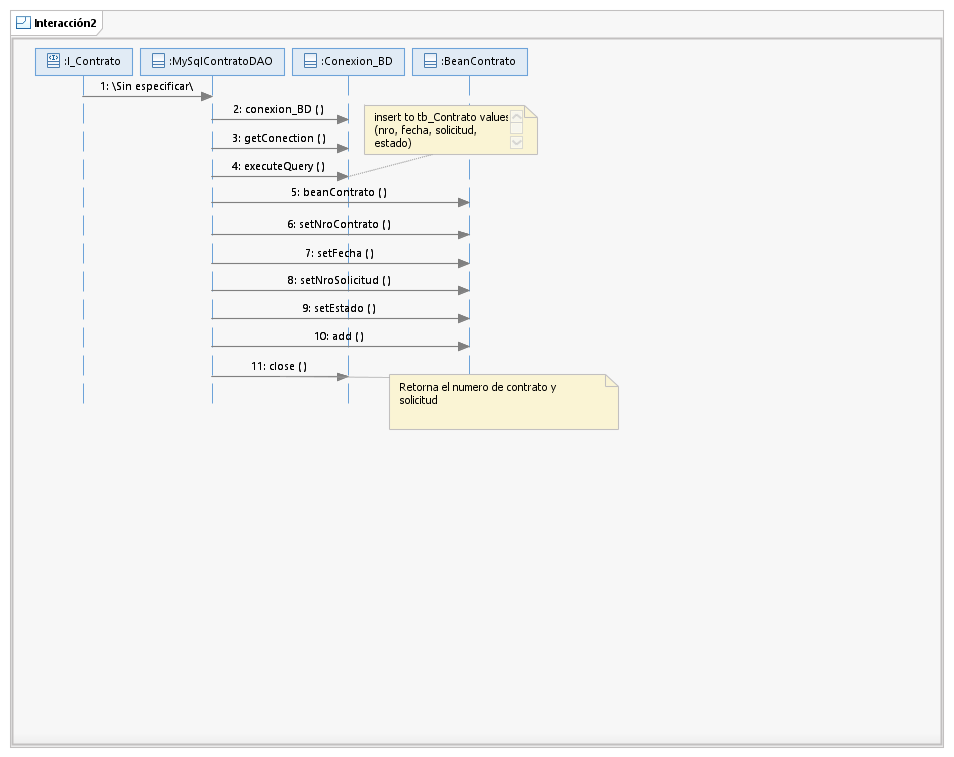 Interacción2
:I_Contrato
:MySqlContratoDAO
:Conexion_BD
:BeanContrato
1: \Sin especificar\
2: conexion_BD ( )
insert to tb_Contrato values
(nro, fecha, solicitud,
estado)
3: getConection ( )
4: executeQuery ( )
5: beanContrato ( )
6: setNroContrato ( )
7: setFecha ( )
8: setNroSolicitud ( )
9: setEstado ( )
10: add ( )
11: close ( )
Retorna el numero de contrato y
solicitud